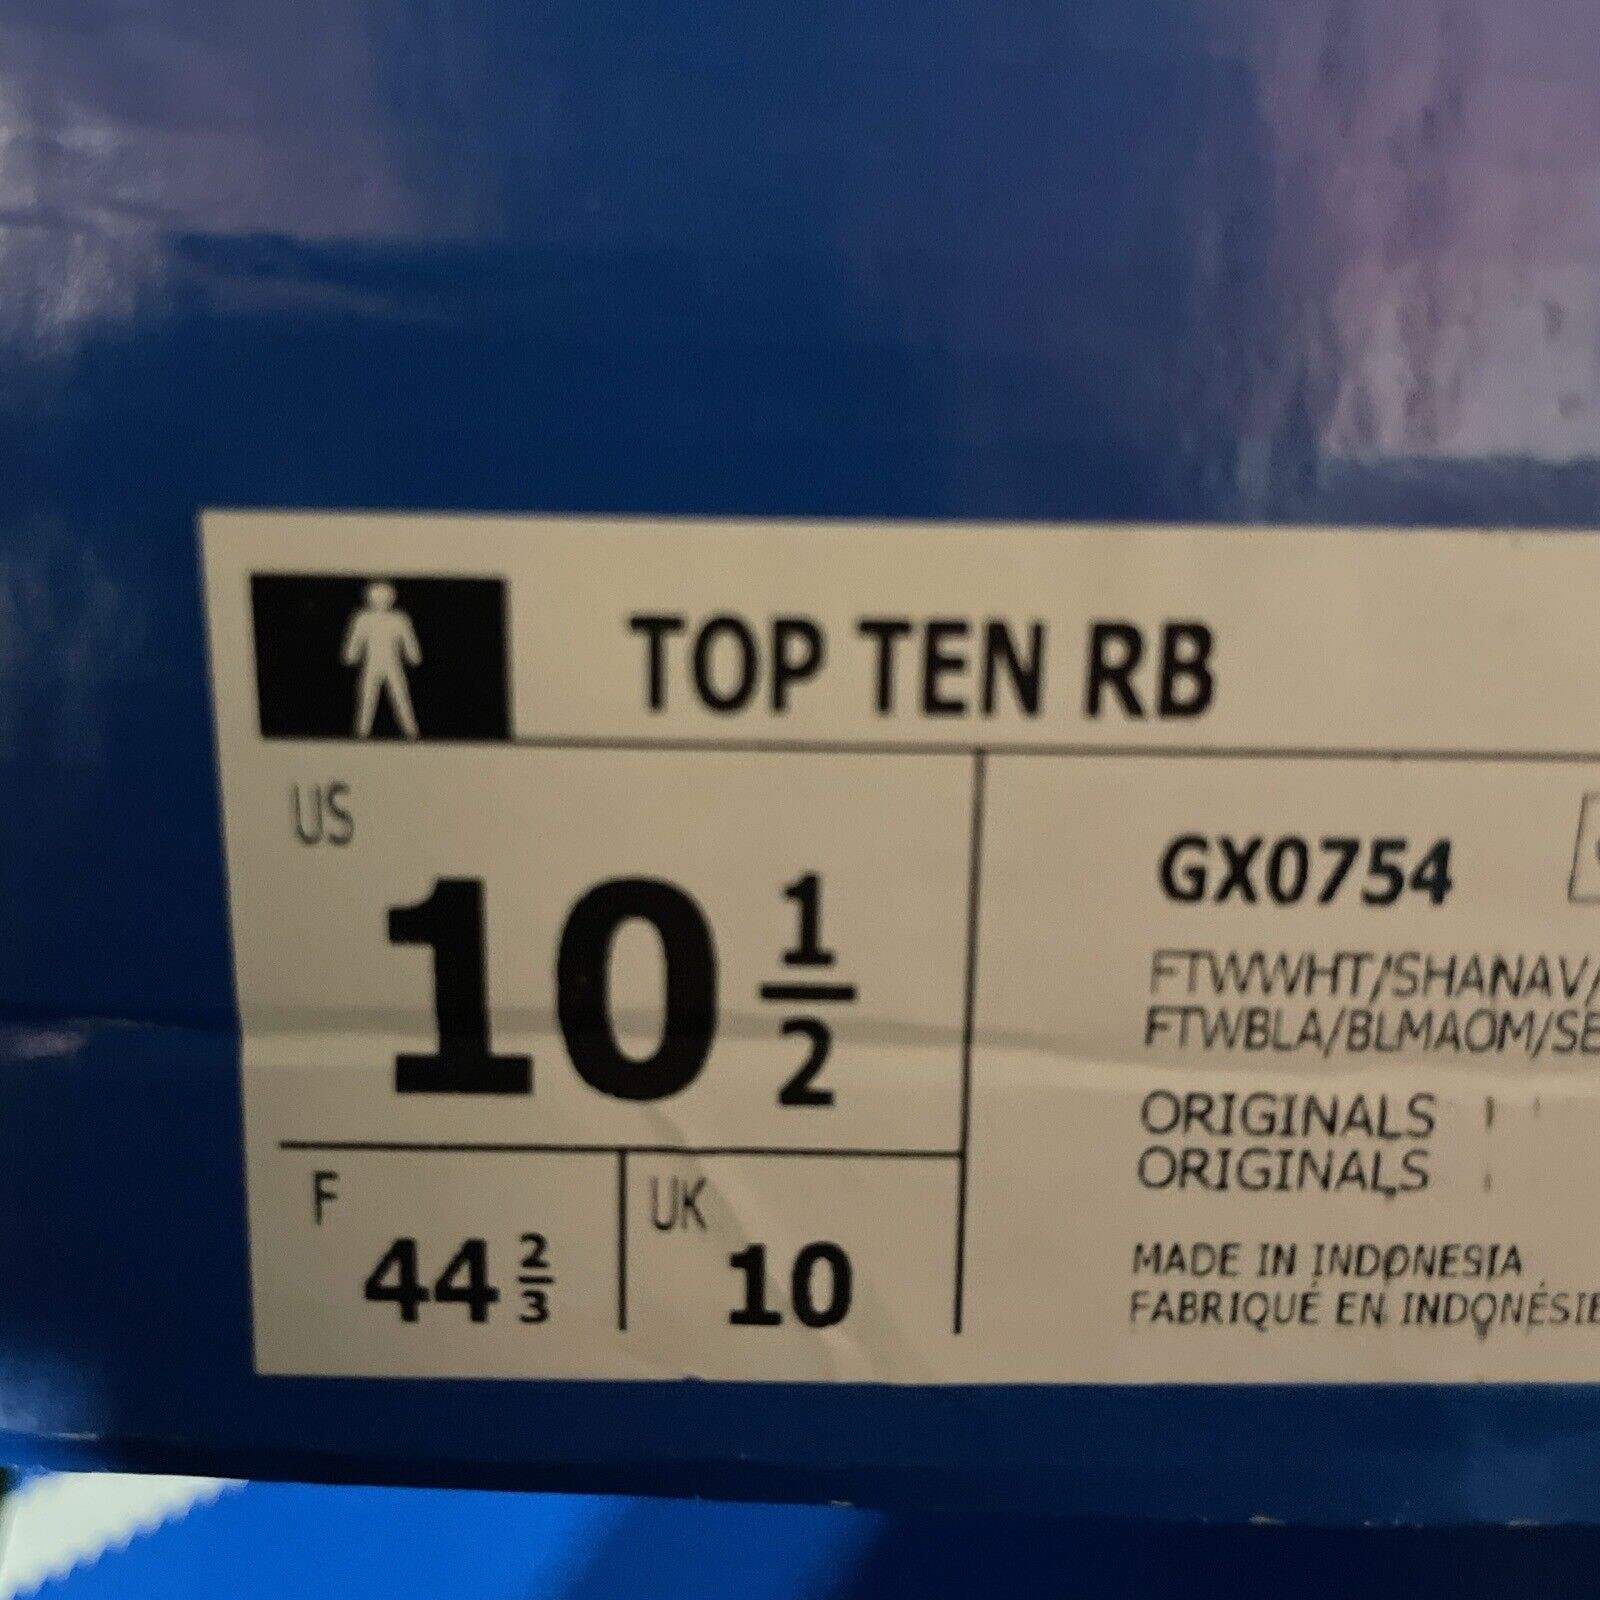 TOP TEN RB
US
10 1/2
F
44 2/3
UK
10
GX0754
FTWWHT/SHANAV/
FTWBLA/BLMAOM/SE
ORIGINALS
ORIGINALS
MADE IN INDONESIA
FABRIQUÉ EN INDONÉSIE